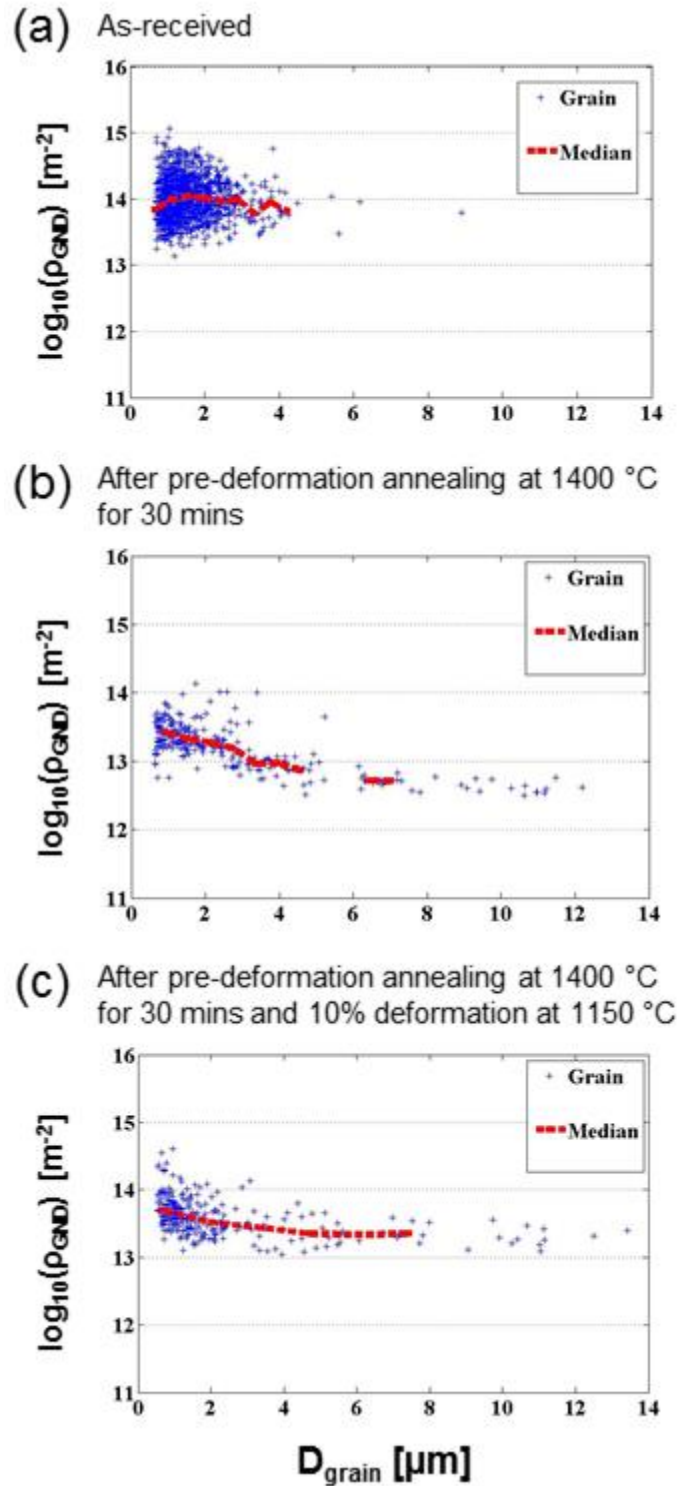 (a) As-received
16
15
14
13
12
11
log10(ρGND) [m-2]
Grain
Median
0 2 4 6 8 10 12 14
(b) After pre-deformation annealing at 1400 °C
for 30 mins
16
15
14
13
12
11
log10(ρGND) [m-2]
Grain
Median
0 2 4 6 8 10 12 14
(c) After pre-deformation annealing at 1400 °C
for 30 mins and 10% deformation at 1150 °C
16
15
14
13
12
11
log10(ρGND) [m-2]
Grain
Median
0 2 4 6 8 10 12 14
Dgrain [µm]